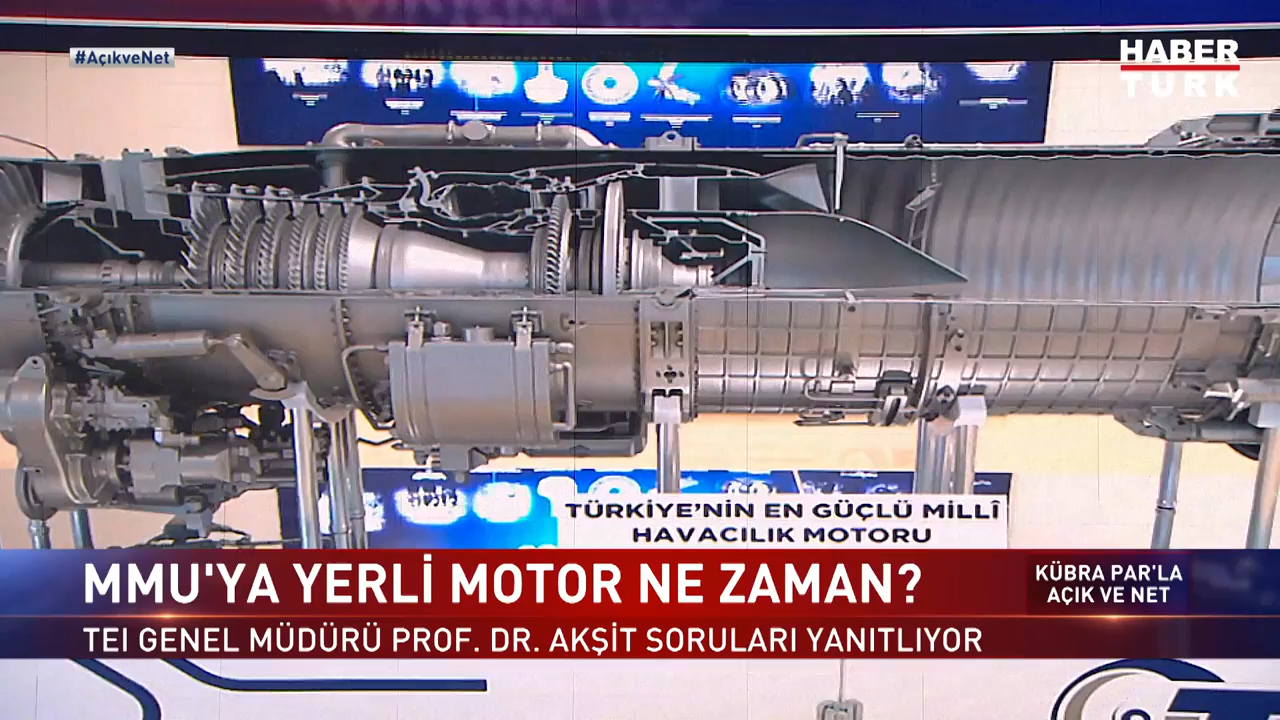 #AçıkveNet
HABER
TÜRK
TÜRKİYE'NİN EN GÜÇLÜ MİLLÎ
HAVACILIK MOTORU
MMU'YA YERLİ MOTOR NE ZAMAN?
KÜBRA PAR'LA
AÇIK VE NET
TEI GENEL MÜDÜRÜ PROF. DR. AKŞİT SORULARI YANITLIYOR